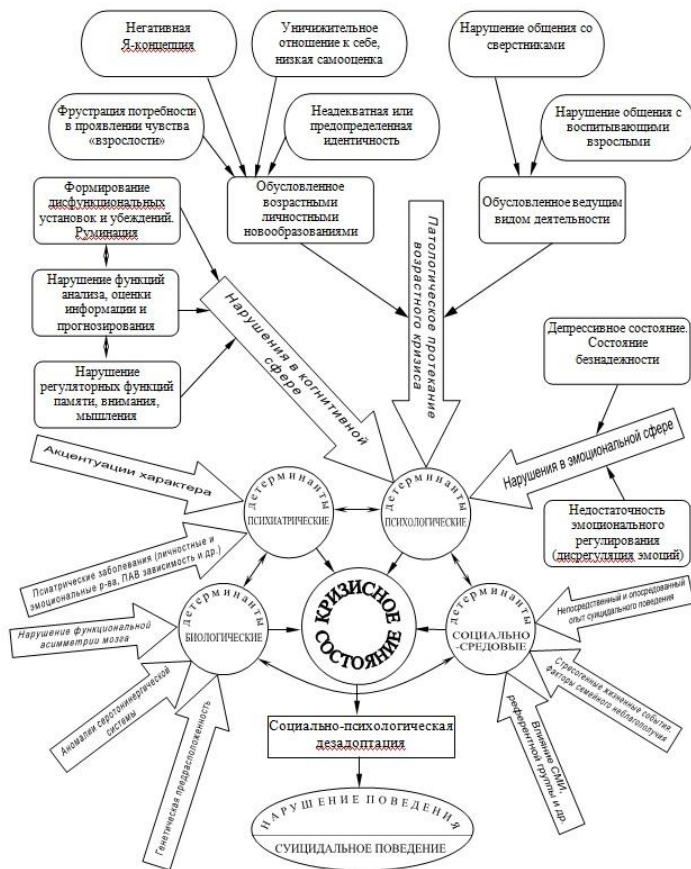 Негативная
Я-концепция
Уничижительное
отношение к себе,
низкая самооценка
Нарушение общения со
сверстниками
Фрустрация потребности
в проявлении чувства
«взрослости»
Неадекватная или
предопределенная
идентичность
Нарушение общения с
воспитывающими
взрослыми
Формирование
дисфункциональных
установок и убеждений.
Руминация
Обусловленное
возрастными
личностными
новообразованиями
Обусловленное ведущим
видом деятельности
Патологическое протекание
возрастного кризиса
Нарушение функций
анализа, оценки
информации и
прогнозирования
Нарушения в когнитивной
сфере
Нарушение
регуляторных функций
памяти, внимания,
мышления
Депрессивное состояние.
Состояние
безнадежности
Нарушения в эмоциональной сфере
Недостаточность
эмоционального
регулирования
(дисрегуляция эмоций)
Акцентуации характера
Псиатрические заболевания (личностные и
эмоциональные р-ва, ПАВ зависимость и др.)
детерминанты
ПСИХИАТРИЧЕСКИЕ
детерминанты
ПСИХОЛОГИЧЕСКИЕ
Нарушение функциональной
асимметрии мозга
детерминанты
БИОЛОГИЧЕСКИЕ
КРИЗИСНОЕ
СОСТОЯНИЕ
детерминанты
СОЦИАЛЬНО
-СРЕДОВЫЕ
Непосредственный и опосредованный
опыт суицидального поведения
Аномалии серотонинергической
системы
Генетическая предрасположенность
Стрессогенные жизненные события,
факторы семейного неблагополучия
Влияние СМИ,
референтной группы и др.
Социально-психологическая
дезадоптация
НАРУШЕНИЕ ПОВЕДЕНИЯ
СУИЦИДАЛЬНОЕ ПОВЕДЕНИЕ